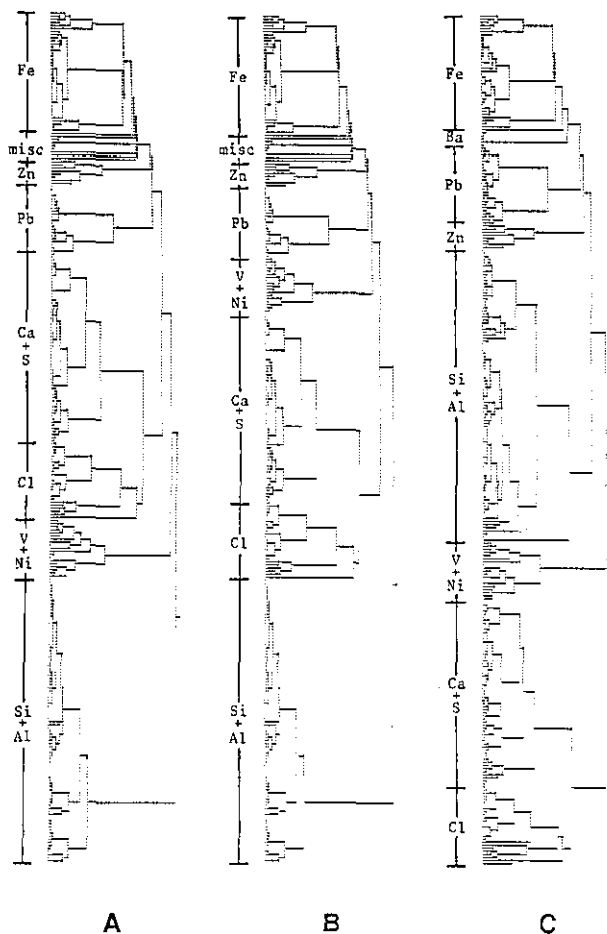 Fe
misc
Zn
Pb
Ca
+
S
Cl
V
+
Ni
Si
+
Al
A
Fe
misc
Zn
Pb
V
+
Ni
Ca
+
S
Cl
Si
+
Al
B
Fe
Ba
Pb
Zn
Si
+
Al
V
+
Ni
Ca
+
S
Cl
C